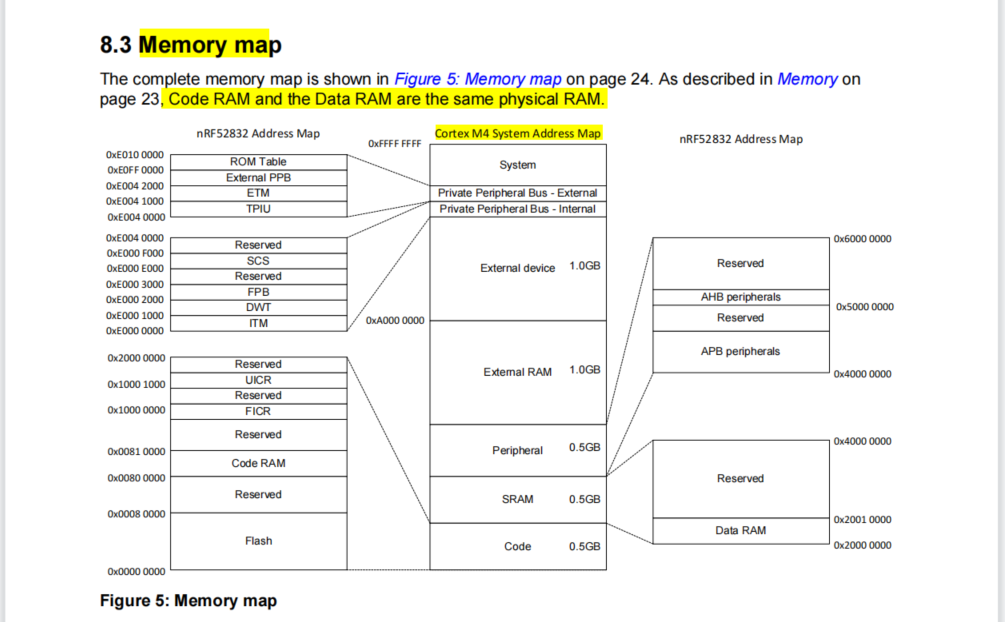 8.3 Memory map
The complete memory map is shown in Figure 5: Memory map on page 24. As described in Memory on
page 23, Code RAM and the Data RAM are the same physical RAM.
nRF52832 Address Map
0xE010 0000
ROM Table
0xE0FF 0000
External PPB
0xE004 2000
ETM
0xE004 1000
TPIU
0xE004 0000
0xE004 0000
Reserved
0xE000 F000
SCS
0xE000 E000
Reserved
0xE000 3000
FPB
0xE000 2000
DWT
0xE000 1000
ITM
0xE000 0000
0x2000 0000
Reserved
UICR
0x1000 1000
Reserved
0x1000 0000
FICR
Reserved
0x0081 0000
Code RAM
0x0080 0000
Reserved
0x0008 0000
Flash
0x0000 0000
Cortex M4 System Address Map
0xFFFF FFFF
System
Private Peripheral Bus - External
Private Peripheral Bus - Internal
External device 1.0GB
0xA000 0000
External RAM 1.0GB
Peripheral 0.5GB
SRAM 0.5GB
Code 0.5GB
nRF52832 Address Map
0x6000 0000
Reserved
AHB peripherals
0x5000 0000
Reserved
APB peripherals
0x4000 0000
0x4000 0000
Reserved
0x2001 0000
Data RAM
0x2000 0000
Figure 5: Memory map